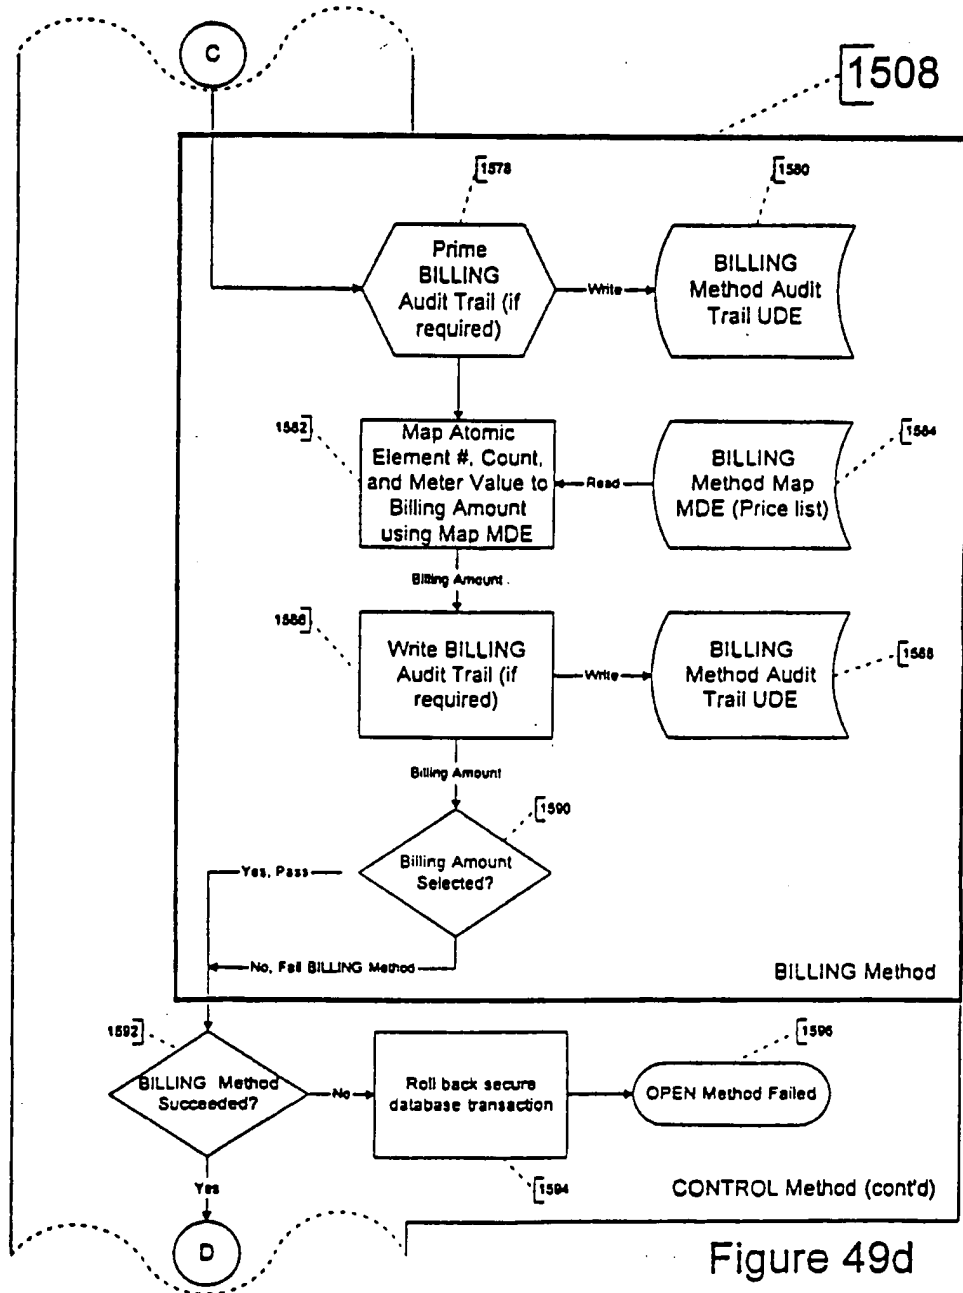 C
1508
1578
1580
Prime
BILLING
Audit Trail (if
required)
Write
BILLING
Method Audit
Trail UDE
1582
1584
Map Atomic
Element #, Count,
and Meter Value to
Billing Amount
using Map MDE
Read
BILLING
Method Map
MDE (Price list)
Billing Amount
1586
1588
Write BILLING
Audit Trail (if
required)
Write
BILLING
Method Audit
Trail UDE
Billing Amount
1590
Billing Amount
Selected?
Yes, Pass
No, Fail BILLING Method
BILLING Method
1592
1596
BILLING Method
Succeeded?
No
Roll back secure
database transaction
OPEN Method Failed
1594
Yes
CONTROL Method (cont'd)
D
Figure 49d